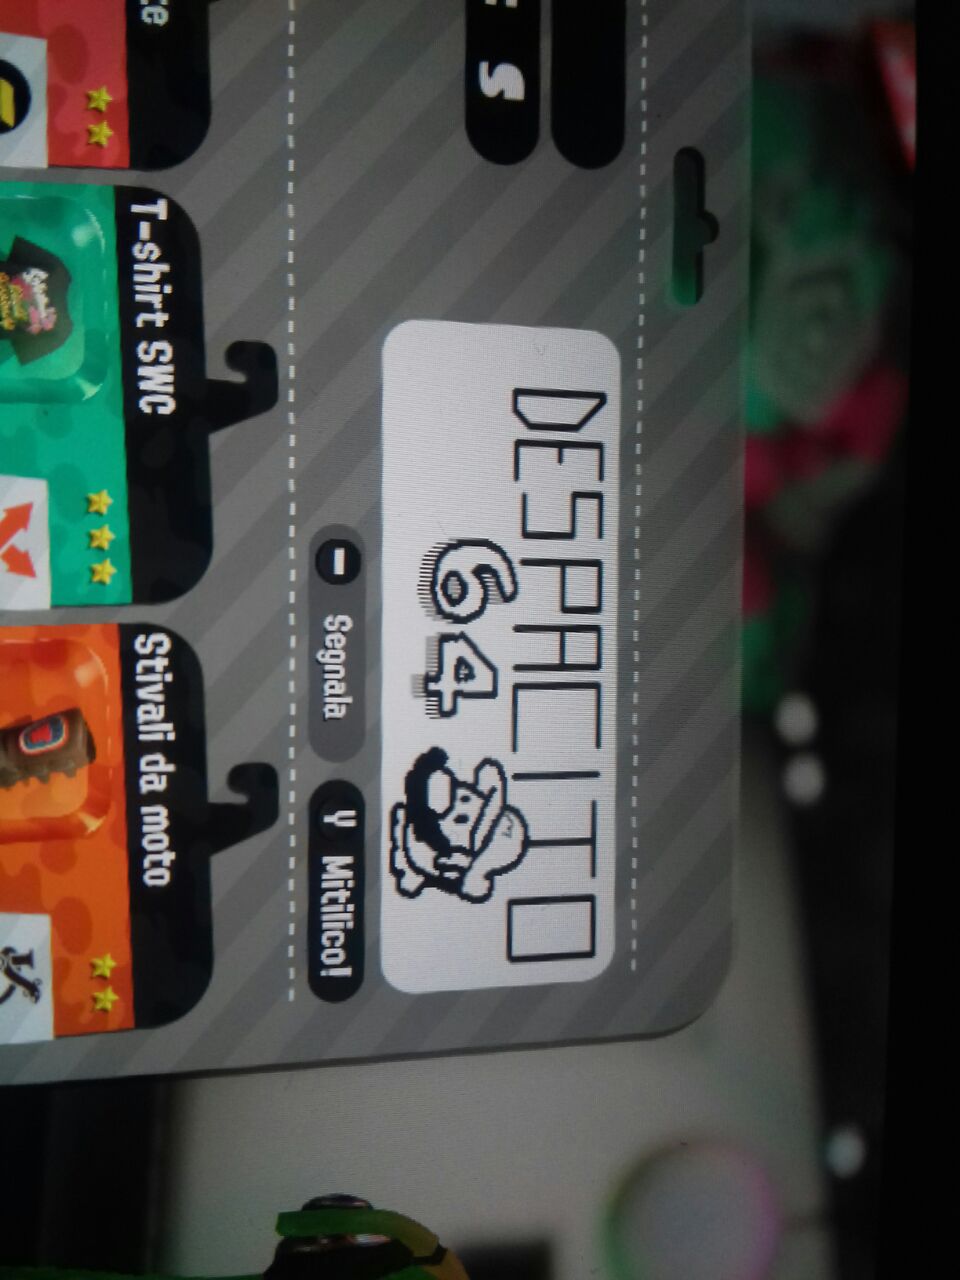 : S
DESPACITO
64
M
- Segnala
Y Mitilico!
T-shirt SWC
Stivali da moto